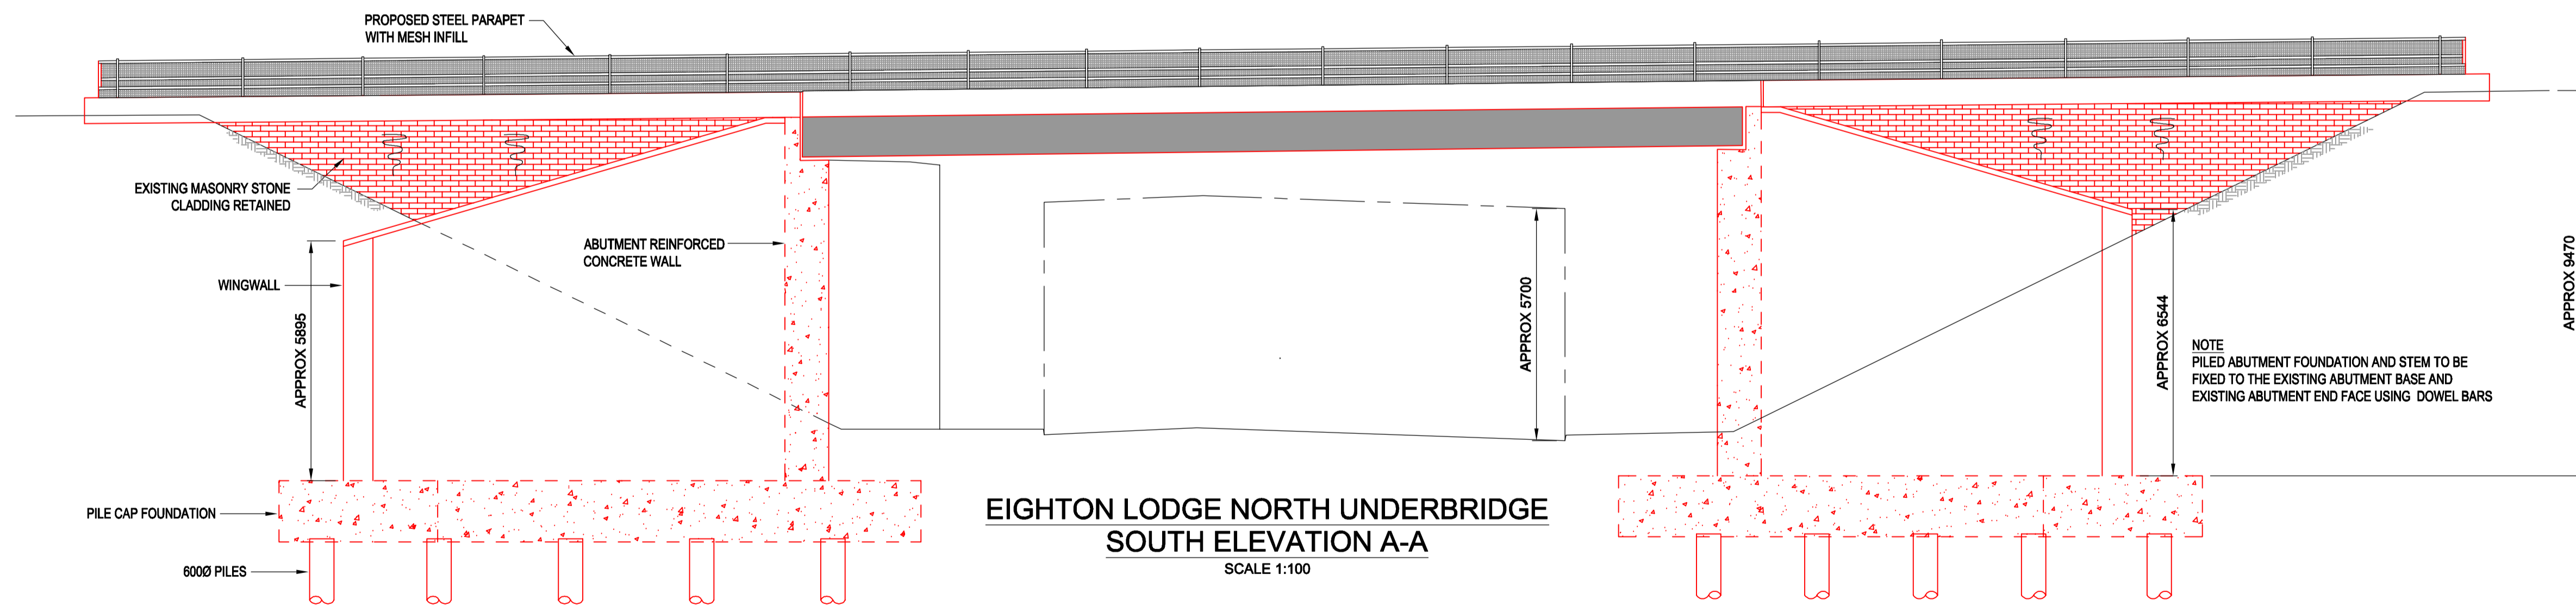 PROPOSED STEEL PARAPET
WITH MESH INFILL
EXISTING MASONRY STONE
CLADDING RETAINED
WINGWALL
APPROX 5895
ABUTMENT REINFORCED
CONCRETE WALL
APPROX 5700
APPROX 6544
APPROX 9470
NOTE
PILED ABUTMENT FOUNDATION AND STEM TO BE
FIXED TO THE EXISTING ABUTMENT BASE AND
EXISTING ABUTMENT END FACE USING DOWEL BARS
PILE CAP FOUNDATION
600Ø PILES
EIGHTON LODGE NORTH UNDERBRIDGE
SOUTH ELEVATION A-A
SCALE 1:100